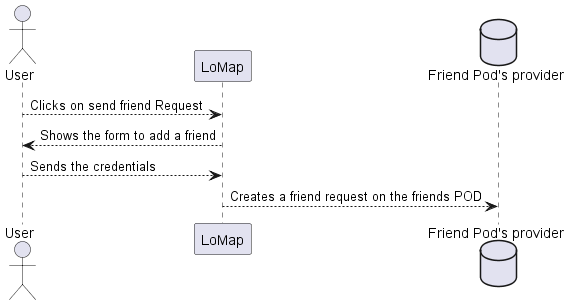 User
LoMap
Friend Pod's provider
Clicks on send friend Request
Shows the form to add a friend
Sends the credentials
Creates a friend request on the friends POD
User
LoMap
Friend Pod's provider